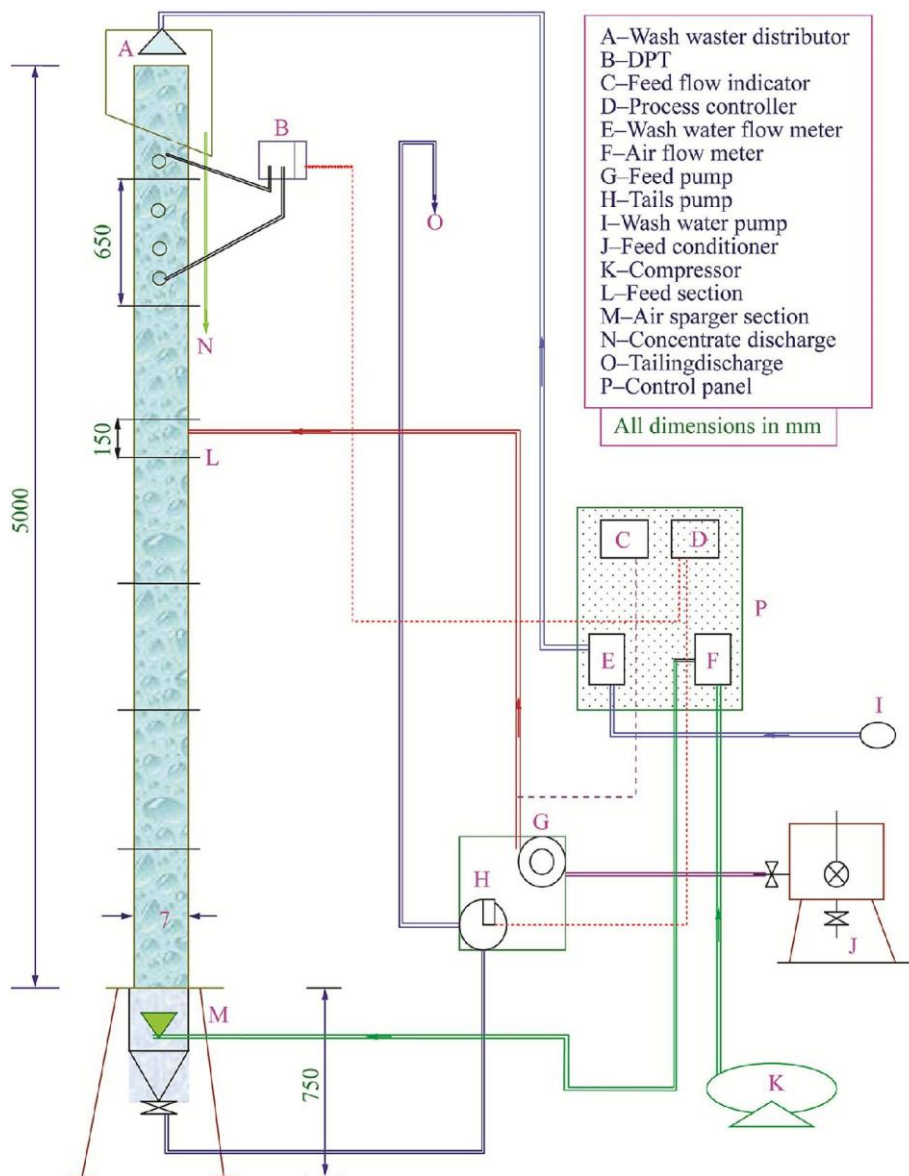 A
A–Wash waster distributor
B–DPT
C–Feed flow indicator
D–Process controller
E–Wash water flow meter
F–Air flow meter
G–Feed pump
H–Tails pump
I–Wash water pump
J–Feed conditioner
K–Compressor
L–Feed section
M–Air sparger section
N–Concentrate discharge
O–Tailingdischarge
P–Control panel
All dimensions in mm
B
O
650
N
150
L
5000
C
D
P
E
F
I
G
H
J
7
M
750
K